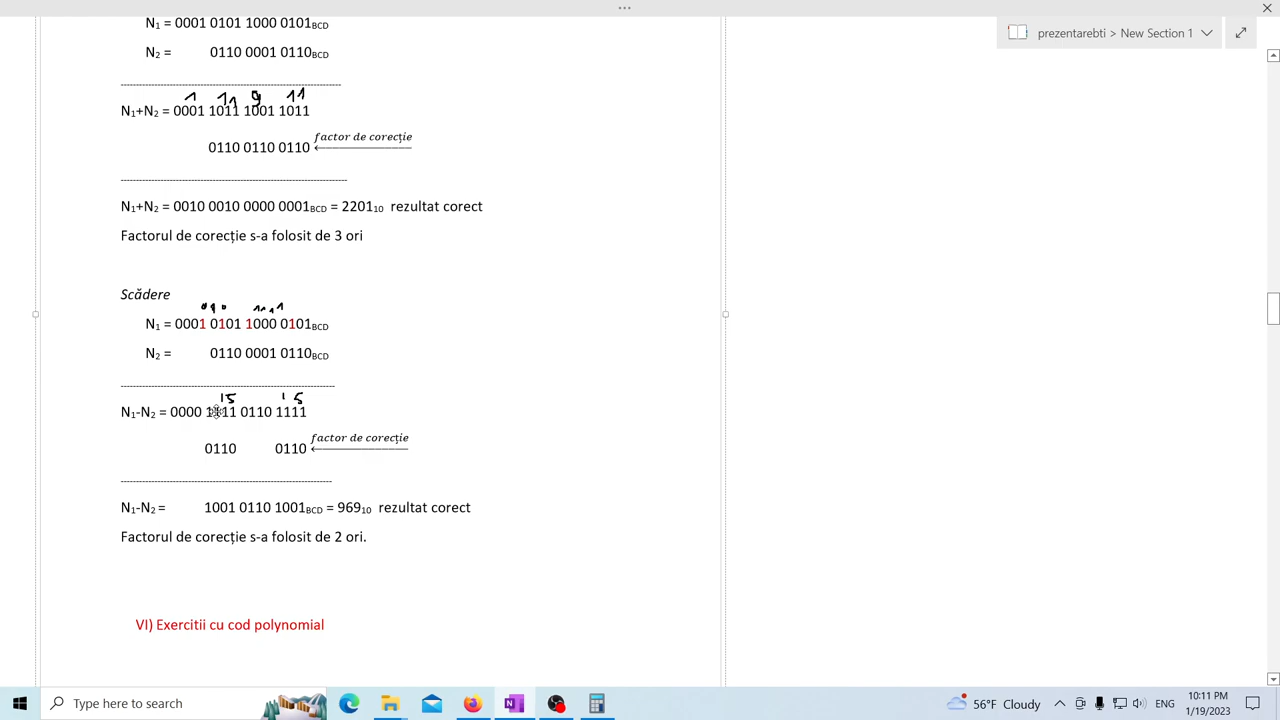 prezentarebti > New Section 1
N₁ = 0001 0101 1000 0101BCD
N₂ = 0110 0001 0110BCD
1 11 9 11
N₁+N₂ = 0001 1011 1001 1011
0110 0110 0110 factor de corecție
N₁+N₂ = 0010 0010 0000 0001BCD = 2201₁₀ rezultat corect
Factorul de corecție s-a folosit de 3 ori
Scădere
N₁ = 0001 0101 1000 0101BCD
N₂ = 0110 0001 0110BCD
15 15
N₁-N₂ = 0000 1111 0110 1111
0110 0110 factor de corecție
N₁-N₂ = 1001 0110 1001BCD = 969₁₀ rezultat corect
Factorul de corecție s-a folosit de 2 ori.
VI) Exercitii cu cod polynomial
Type here to search
56°F Cloudy
ENG
10:11 PM
1/19/2023